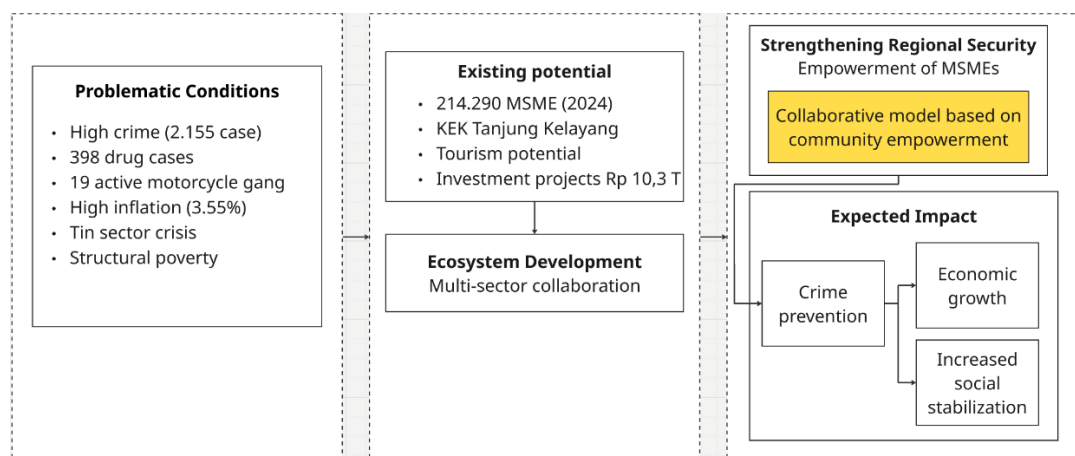 Problematic Conditions
• High crime (2.155 case)
• 398 drug cases
• 19 active motorcycle gang
• High inflation (3.55%)
• Tin sector crisis
• Structural poverty
Existing potential
• 214.290 MSME (2024)
• KEK Tanjung Kelayang
• Tourism potential
• Investment projects Rp 10,3 T
Ecosystem Development
Multi-sector collaboration
Strengthening Regional Security
Empowerment of MSMEs
Collaborative model based on
community empowerment
Expected Impact
Crime
prevention
Economic
growth
Increased
social
stabilization